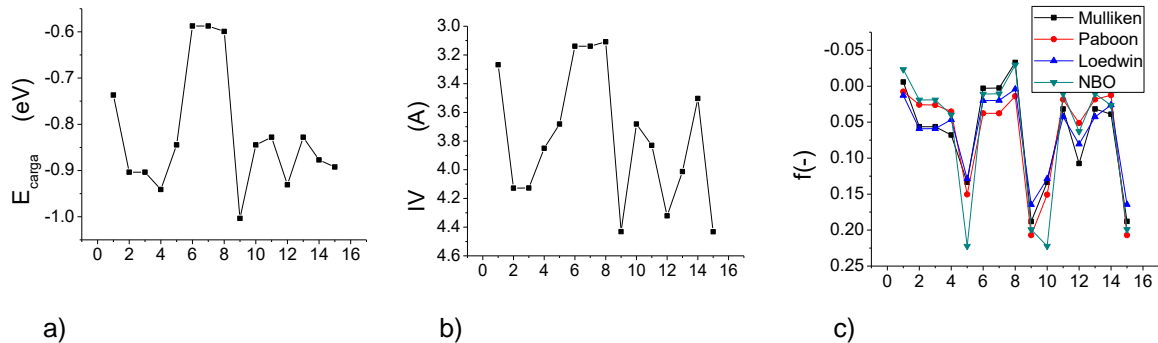 -0.6
-0.7
-0.8
-0.9
-1.0
E_carga (eV)
0 2 4 6 8 10 12 14 16
a)
3.0
3.2
3.4
3.6
3.8
4.0
4.2
4.4
4.6
IV (A)
0 2 4 6 8 10 12 14 16
b)
Mulliken
Paboon
Loedwin
NBO
-0.05
0.00
0.05
0.10
0.15
0.20
0.25
f(-)
0 2 4 6 8 10 12 14 16
c)